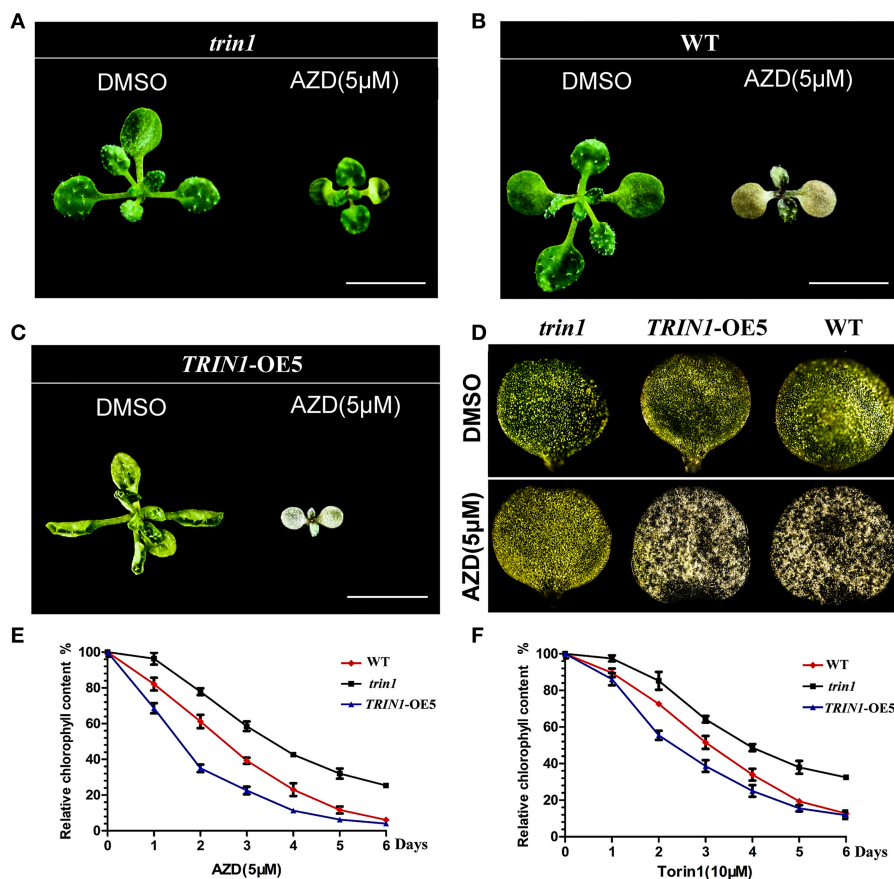 A
trin1
DMSO AZD(5μM)
B
WT
DMSO AZD(5μM)
C
TRIN1-OE5
DMSO AZD(5μM)
D
trin1 TRIN1-OE5 WT
DMSO
AZD(5μM)
E
Relative chlorophyll content %
100
80
60
40
20
0
0 1 2 3 4 5 6 Days
AZD(5μM)
WT
trin1
TRIN1-OE5
F
Relative chlorophyll content %
100
80
60
40
20
0
0 1 2 3 4 5 6 Days
Torin1(10μM)
WT
trin1
TRIN1-OE5